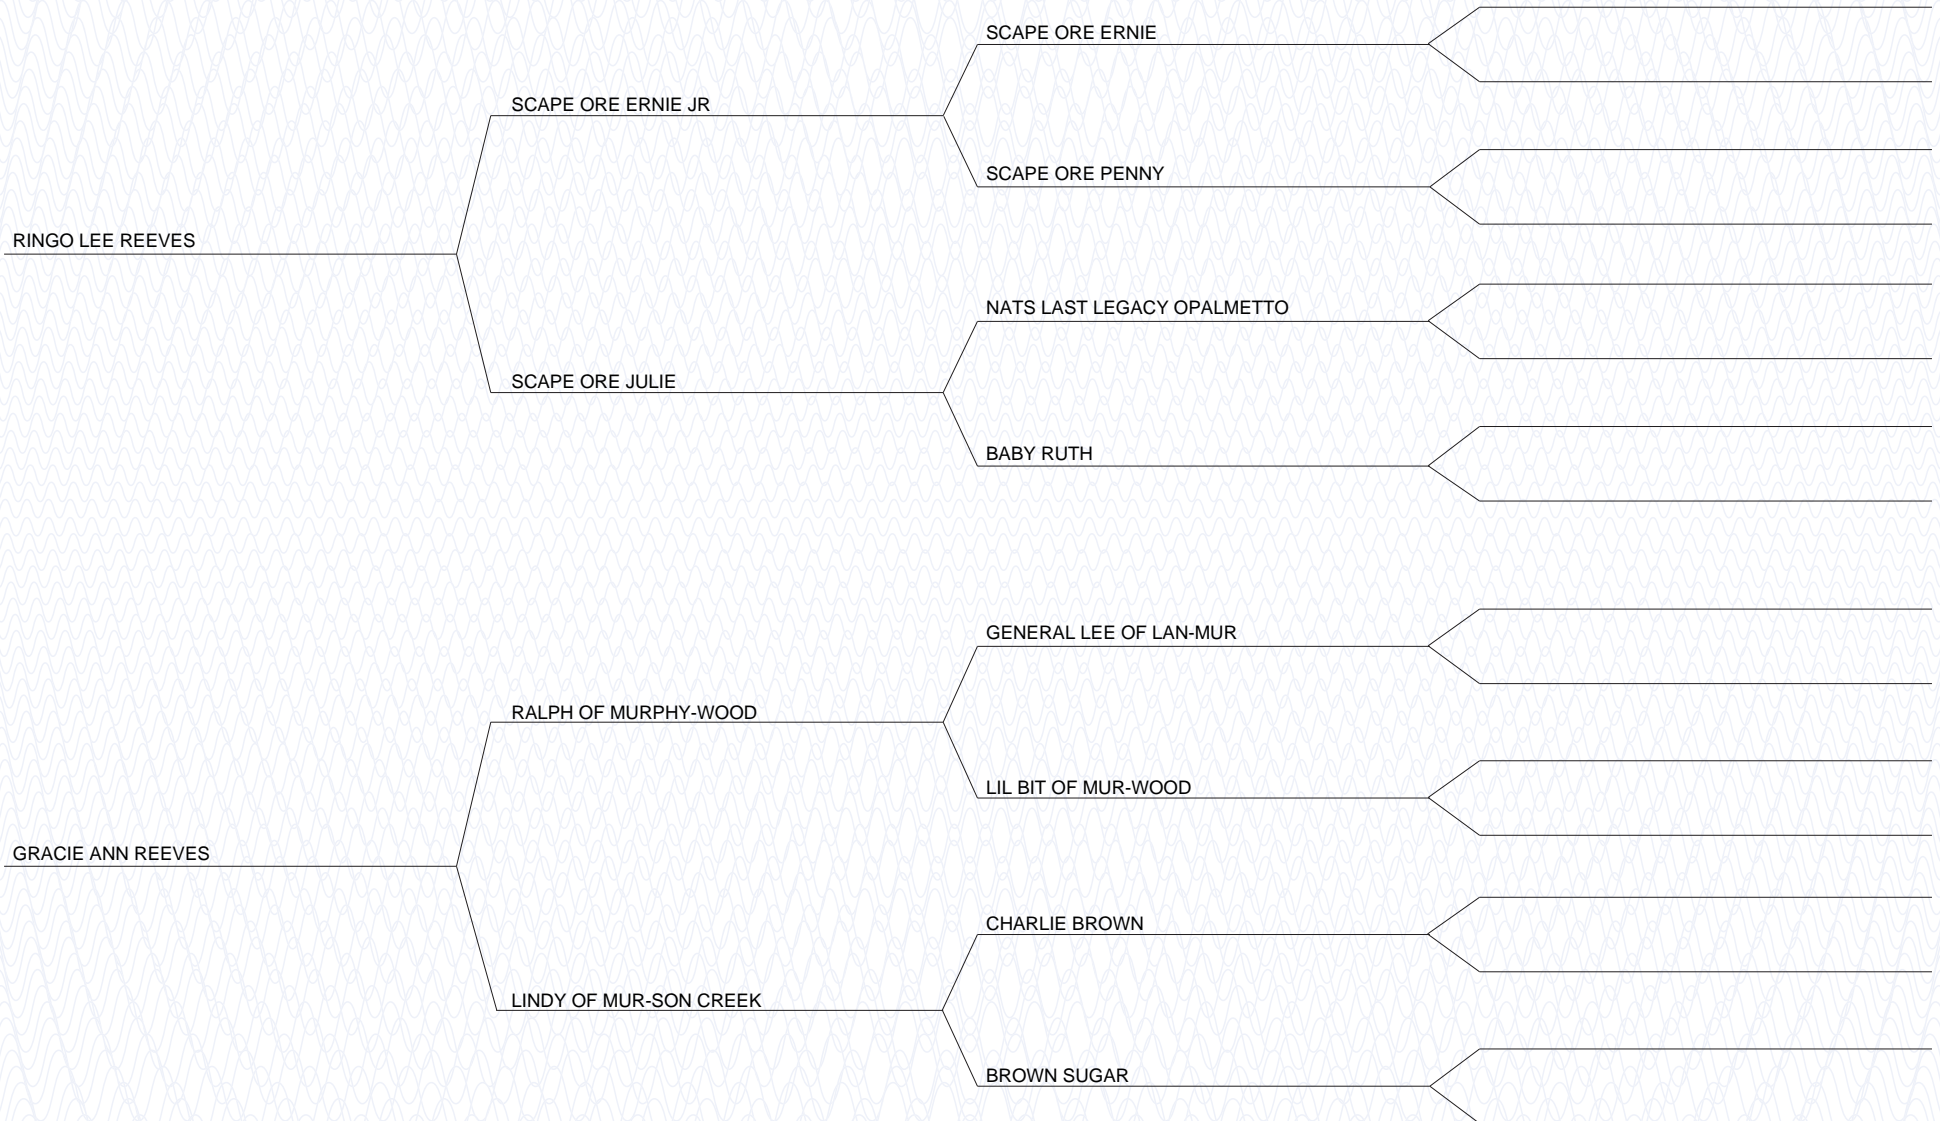 SCAPE ORE ERNIE
SCAPE ORE ERNIE JR
SCAPE ORE PENNY
RINGO LEE REEVES
NATS LAST LEGACY OPALMETTO
SCAPE ORE JULIE
BABY RUTH
GENERAL LEE OF LAN-MUR
RALPH OF MURPHY-WOOD
LIL BIT OF MUR-WOOD
GRACIE ANN REEVES
CHARLIE BROWN
LINDY OF MUR-SON CREEK
BROWN SUGAR